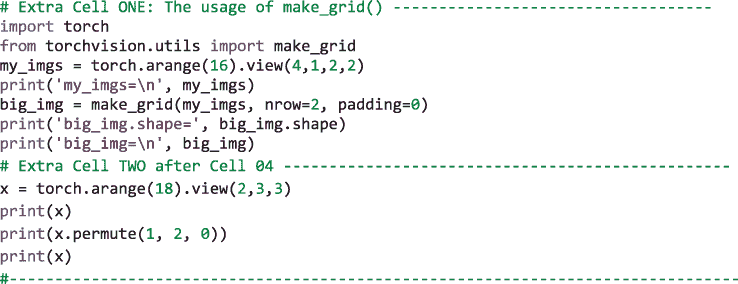 # Extra Cell ONE: The usage of make_grid() -----------------------------------
import torch
from torchvision.utils import make_grid
my_imgs = torch.arange(16).view(4,1,2,2)
print('my_imgs=\n', my_imgs)
big_img = make_grid(my_imgs, nrow=2, padding=0)
print('big_img.shape=', big_img.shape)
print('big_img=\n', big_img)
# Extra Cell TWO after Cell 04 -------------------------------------------------
x = torch.arange(18).view(2,3,3)
print(x)
print(x.permute(1, 2, 0))
print(x)
#--------------------------------------------------------------------------------